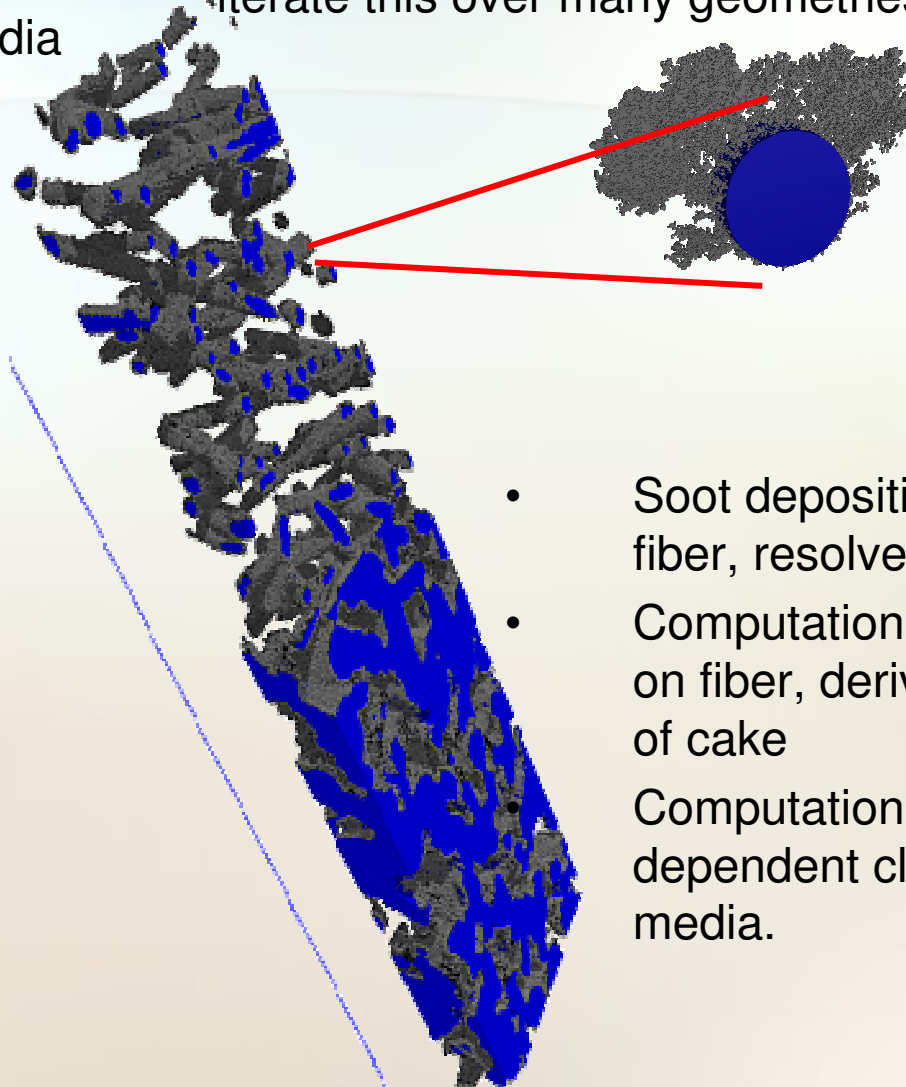 iterate this over many geometries
dia
• Soot depositi
fiber, resolve
• Computation
on fiber, deriv
of cake
• Computation
dependent cl
media.